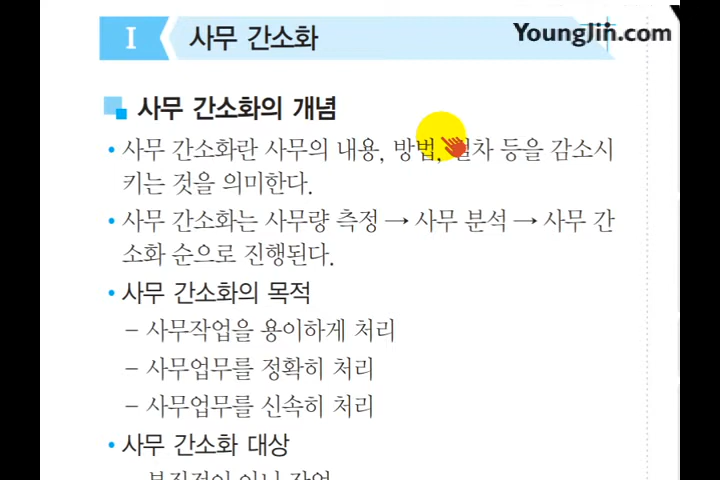 I 사무 간소화
YoungJin.com
사무 간소화의 개념
• 사무 간소화란 사무의 내용, 방법, 절차 등을 감소시
키는 것을 의미한다.
• 사무 간소화는 사무량 측정 → 사무 분석 → 사무 간
소화 순으로 진행된다.
• 사무 간소화의 목적
– 사무작업을 용이하게 처리
– 사무업무를 정확히 처리
– 사무업무를 신속히 처리
• 사무 간소화 대상